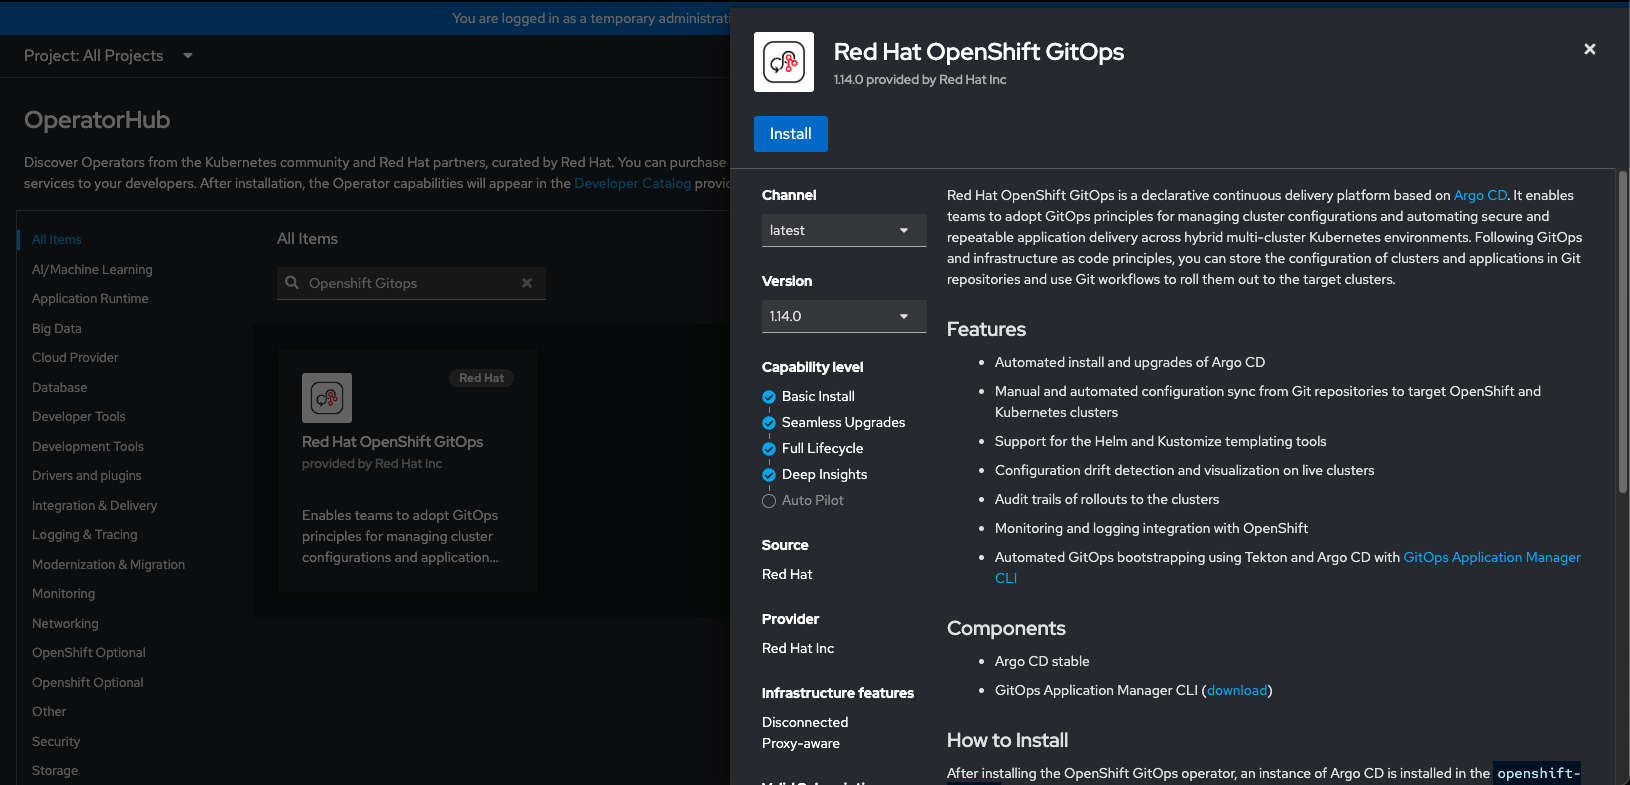 You are logged in as a temporary administrati
Project: All Projects
OperatorHub
Discover Operators from the Kubernetes community and Red Hat partners, curated by Red Hat. You can purchase
services to your developers. After installation, the Operator capabilities will appear in the Developer Catalog provid
All Items
AI/Machine Learning
Application Runtime
Big Data
Cloud Provider
Database
Developer Tools
Development Tools
Drivers and plugins
Integration & Delivery
Logging & Tracing
Modernization & Migration
Monitoring
Networking
OpenShift Optional
Openshift Optional
Other
Security
Storage
All Items
Openshift Gitops
Red Hat
Red Hat OpenShift GitOps
provided by Red Hat Inc
Enables teams to adopt GitOps
principles for managing cluster
configurations and application...
Red Hat OpenShift GitOps
1.14.0 provided by Red Hat Inc
Install
Channel
latest
Version
1.14.0
Capability level
Basic Install
Seamless Upgrades
Full Lifecycle
Deep Insights
Auto Pilot
Source
Red Hat
Provider
Red Hat Inc
Infrastructure features
Disconnected
Proxy-aware
Red Hat OpenShift GitOps is a declarative continuous delivery platform based on Argo CD. It enables
teams to adopt GitOps principles for managing cluster configurations and automating secure and
repeatable application delivery across hybrid multi-cluster Kubernetes environments. Following GitOps
and infrastructure as code principles, you can store the configuration of clusters and applications in Git
repositories and use Git workflows to roll them out to the target clusters.
Features
• Automated install and upgrades of Argo CD
• Manual and automated configuration sync from Git repositories to target OpenShift and
Kubernetes clusters
• Support for the Helm and Kustomize templating tools
• Configuration drift detection and visualization on live clusters
• Audit trails of rollouts to the clusters
• Monitoring and logging integration with OpenShift
• Automated GitOps bootstrapping using Tekton and Argo CD with GitOps Application Manager
CLI
Components
• Argo CD stable
• GitOps Application Manager CLI (download)
How to Install
After installing the OpenShift GitOps operator, an instance of Argo CD is installed in the openshift-